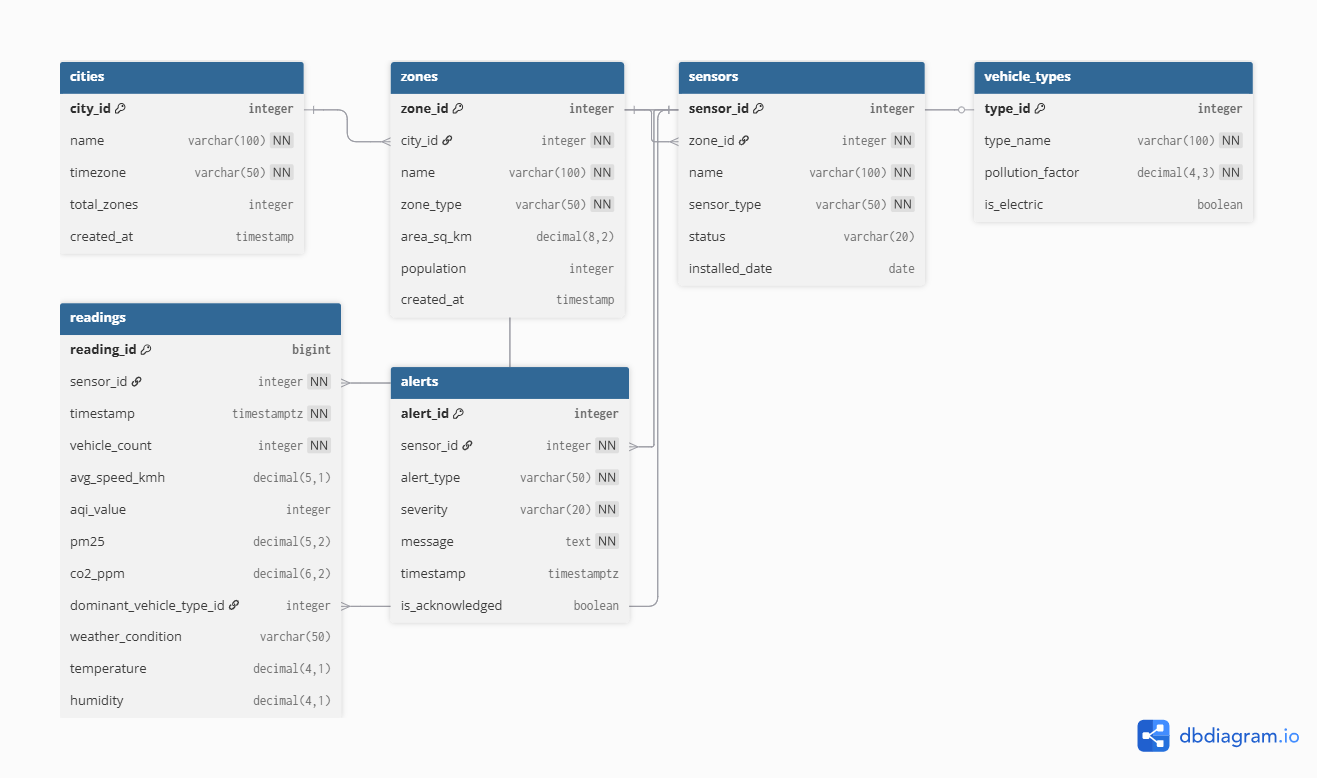 cities
city_id integer
name varchar(100) NN
timezone varchar(50) NN
total_zones integer
created_at timestamp
zones
zone_id integer
city_id integer NN
name varchar(100) NN
zone_type varchar(50) NN
area_sq_km decimal(8,2)
population integer
created_at timestamp
sensors
sensor_id integer
zone_id integer NN
name varchar(100) NN
sensor_type varchar(50) NN
status varchar(20)
installed_date date
vehicle_types
type_id integer
type_name varchar(100) NN
pollution_factor decimal(4,3) NN
is_electric boolean
readings
reading_id bigint
sensor_id integer NN
timestamp timestamptz NN
vehicle_count integer NN
avg_speed_kmh decimal(5,1)
aqi_value integer
pm25 decimal(5,2)
co2_ppm decimal(6,2)
dominant_vehicle_type_id integer
weather_condition varchar(50)
temperature decimal(4,1)
humidity decimal(4,1)
alerts
alert_id integer
sensor_id integer NN
alert_type varchar(50) NN
severity varchar(20) NN
message text NN
timestamp timestamptz
is_acknowledged boolean
dbdiagram.io